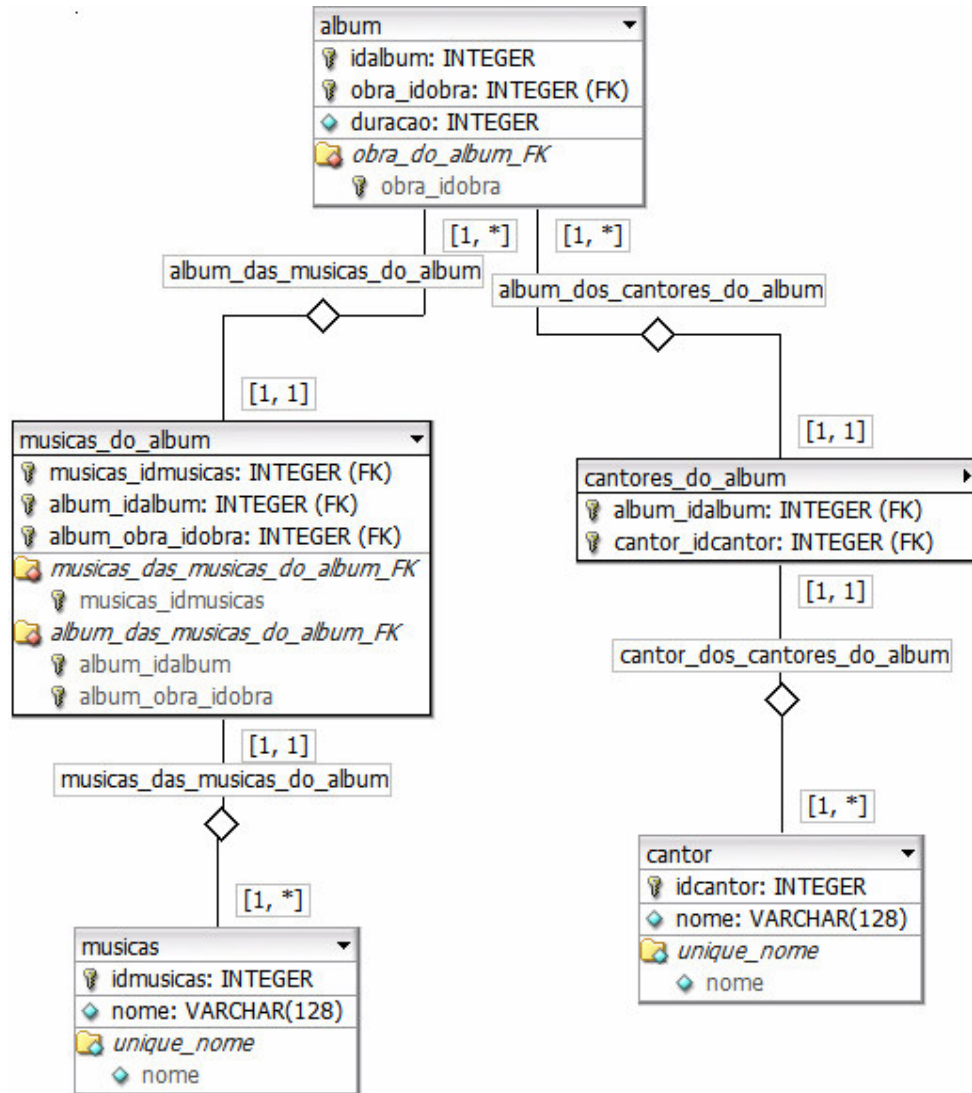 album
idalbum: INTEGER
obra_idobra: INTEGER (FK)
duracao: INTEGER
obra_do_album_FK
obra_idobra
[1, *]
[1, *]
album_das_musicas_do_album
album_dos_cantores_do_album
[1, 1]
[1, 1]
musicas_do_album
musicas_idmusicas: INTEGER (FK)
album_idalbum: INTEGER (FK)
album_obra_idobra: INTEGER (FK)
musicas_das_musicas_do_album_FK
musicas_idmusicas
album_das_musicas_do_album_FK
album_idalbum
album_obra_idobra
cantores_do_album
album_idalbum: INTEGER (FK)
cantor_idcantor: INTEGER (FK)
[1, 1]
cantor_dos_cantores_do_album
[1, 1]
musicas_das_musicas_do_album
[1, *]
[1, *]
musicas
idmusicas: INTEGER
nome: VARCHAR(128)
unique_nome
nome
cantor
idcantor: INTEGER
nome: VARCHAR(128)
unique_nome
nome